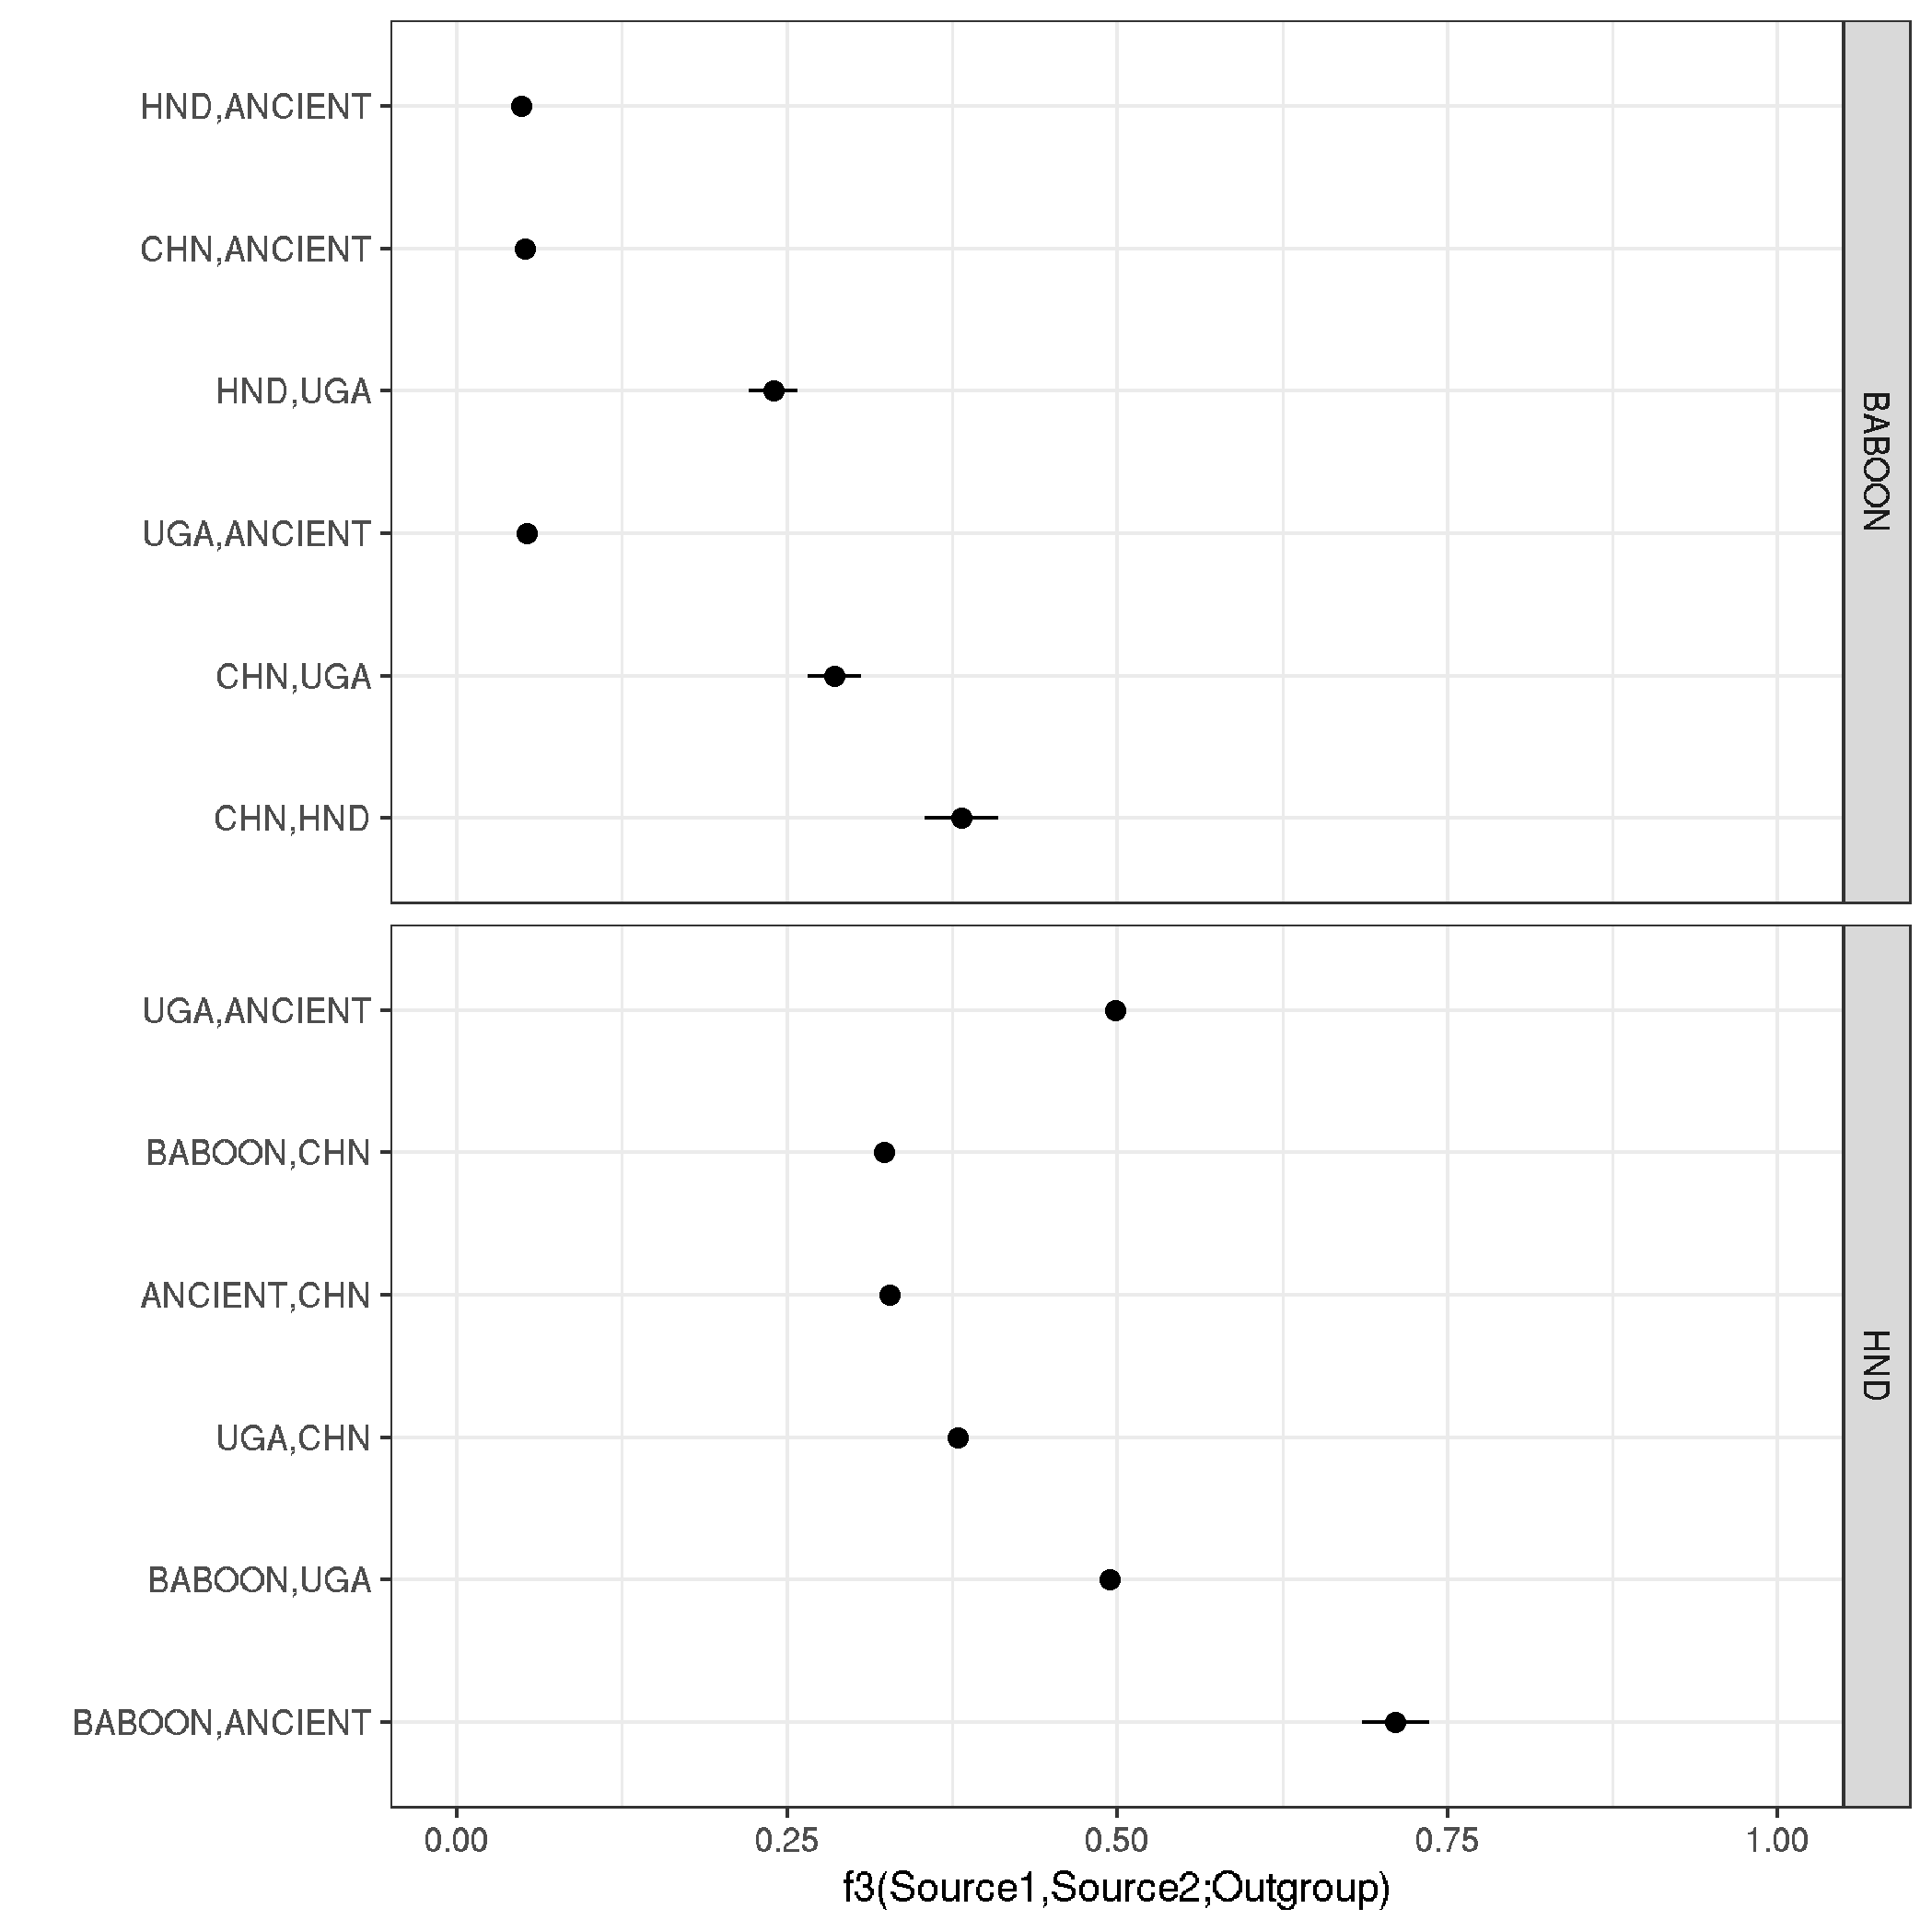 HND,ANCIENT
CHN,ANCIENT
HND,UGA
UGA,ANCIENT
CHN,UGA
CHN,HND
BABOON
UGA,ANCIENT
BABOON,CHN
ANCIENT,CHN
UGA,CHN
BABOON,UGA
BABOON,ANCIENT
HND
0.00 0.25 0.50 0.75 1.00
f3(Source1,Source2;Outgroup)